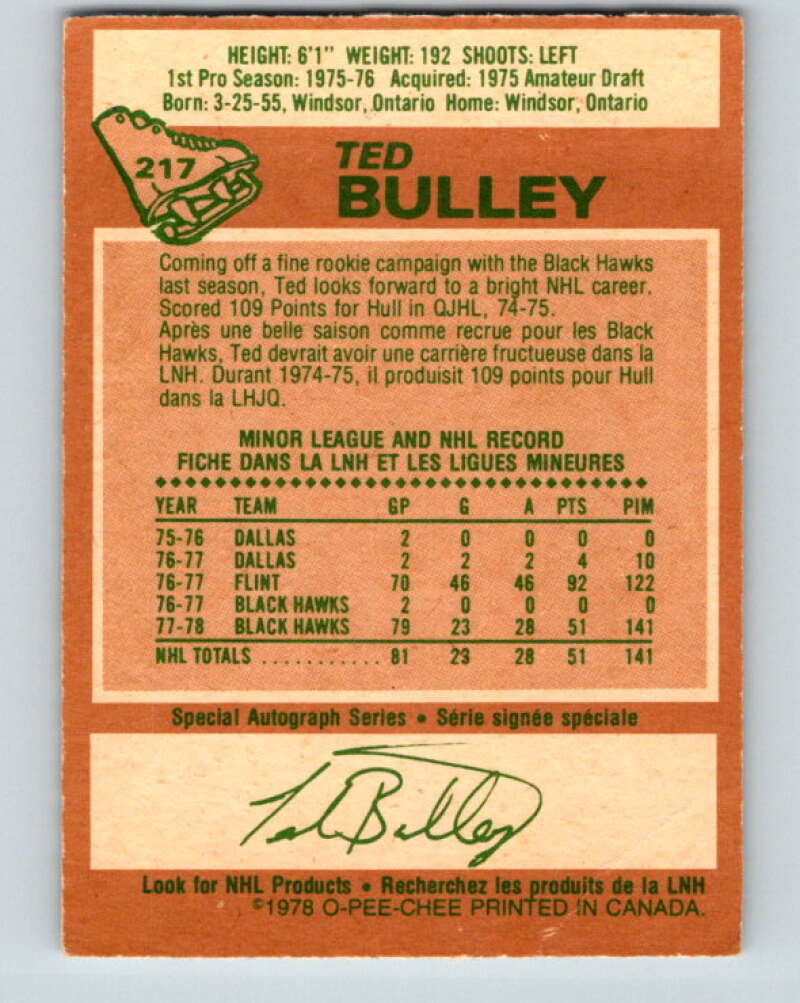 HEIGHT: 6'1" WEIGHT: 192 SHOOTS: LEFT
1st Pro Season: 1975-76 Acquired: 1975 Amateur Draft
Born: 3-25-55, Windsor, Ontario Home: Windsor, Ontario
217
TED
BULLEY
Coming off a fine rookie campaign with the Black Hawks
last season, Ted looks forward to a bright NHL career.
Scored 109 Points for Hull in QJHL, 74-75.
Après une belle saison comme recrue pour les Black
Hawks, Ted devrait avoir une carrière fructueuse dans la
LNH. Durant 1974-75, il produisit 109 points pour Hull
dans la LHJQ.
MINOR LEAGUE AND NHL RECORD
FICHE DANS LA LNH ET LES LIGUES MINEURES
YEAR TEAM GP G A PTS PIM
75-76 DALLAS 2 0 0 0 0
76-77 DALLAS 2 2 2 4 10
76-77 FLINT 70 46 46 92 122
76-77 BLACK HAWKS 2 0 0 0 0
77-78 BLACK HAWKS 79 23 28 51 141
NHL TOTALS ........... 81 23 28 51 141
Special Autograph Series • Série signée spéciale
Ted Bulley
Look for NHL Products • Recherchez les produits de la LNH
©1978 O-PEE-CHEE PRINTED IN CANADA.